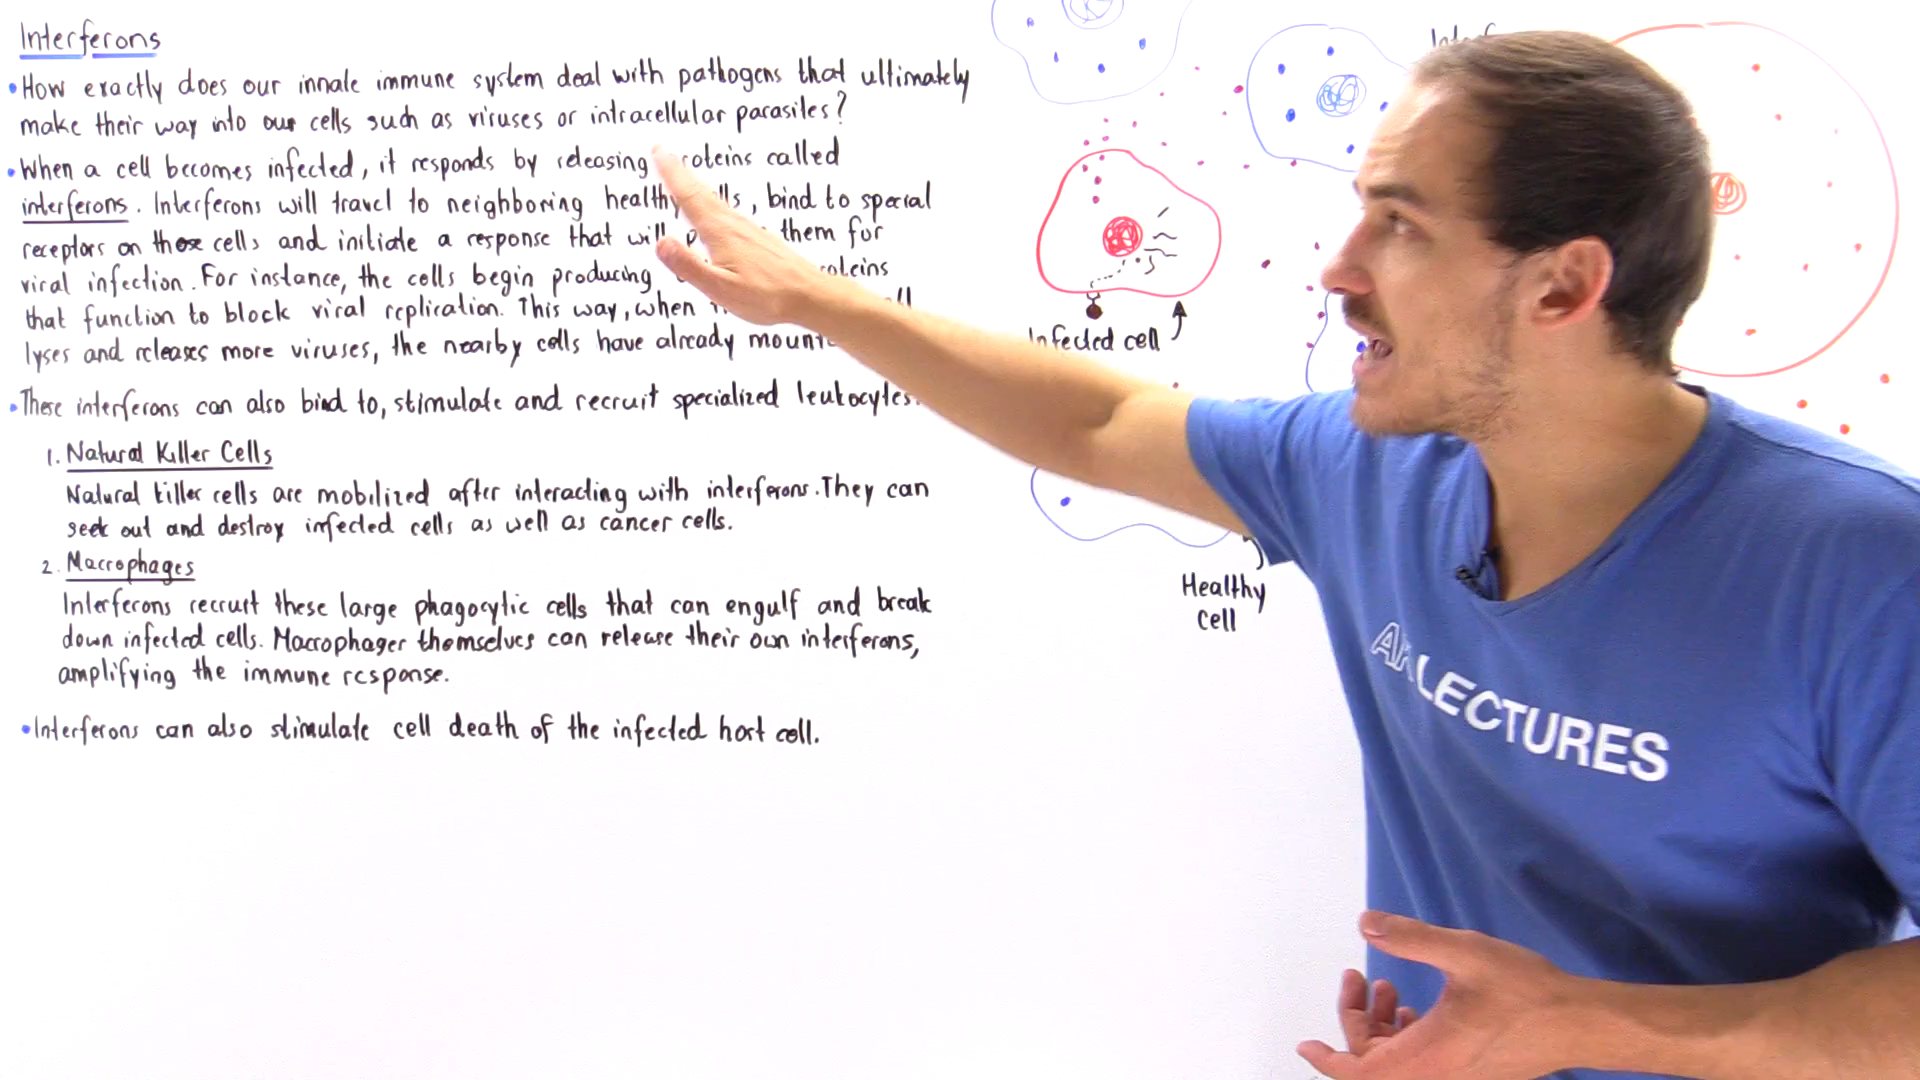 Interferons
• How exactly does our innate immune system deal with pathogens that ultimately
make their way into our cells such as viruses or intracellular parasites?
• When a cell becomes infected, it responds by releasing proteins called
interferons. Interferons will travel to neighboring healthy cells, bind to special
receptors on those cells and initiate a response that will them for
viral infection. For instance, the cells begin producing
that function to block viral replication. This way, when
lyses and releases more viruses, the nearby cells have already
• These interferons can also bind to, stimulate and recruit specialized leukocytes.
1. Natural Killer Cells
Natural killer cells are mobilized after interacting with interferons. They can
seek out and destroy infected cells as well as cancer cells.
2. Macrophages
Interferons recruit these large phagocytic cells that can engulf and break
down infected cells. Macrophages themselves can release their own interferons,
amplifying the immune response.
• Interferons can also stimulate cell death of the infected host cell.
Infected cell
Healthy
cell
LECTURES